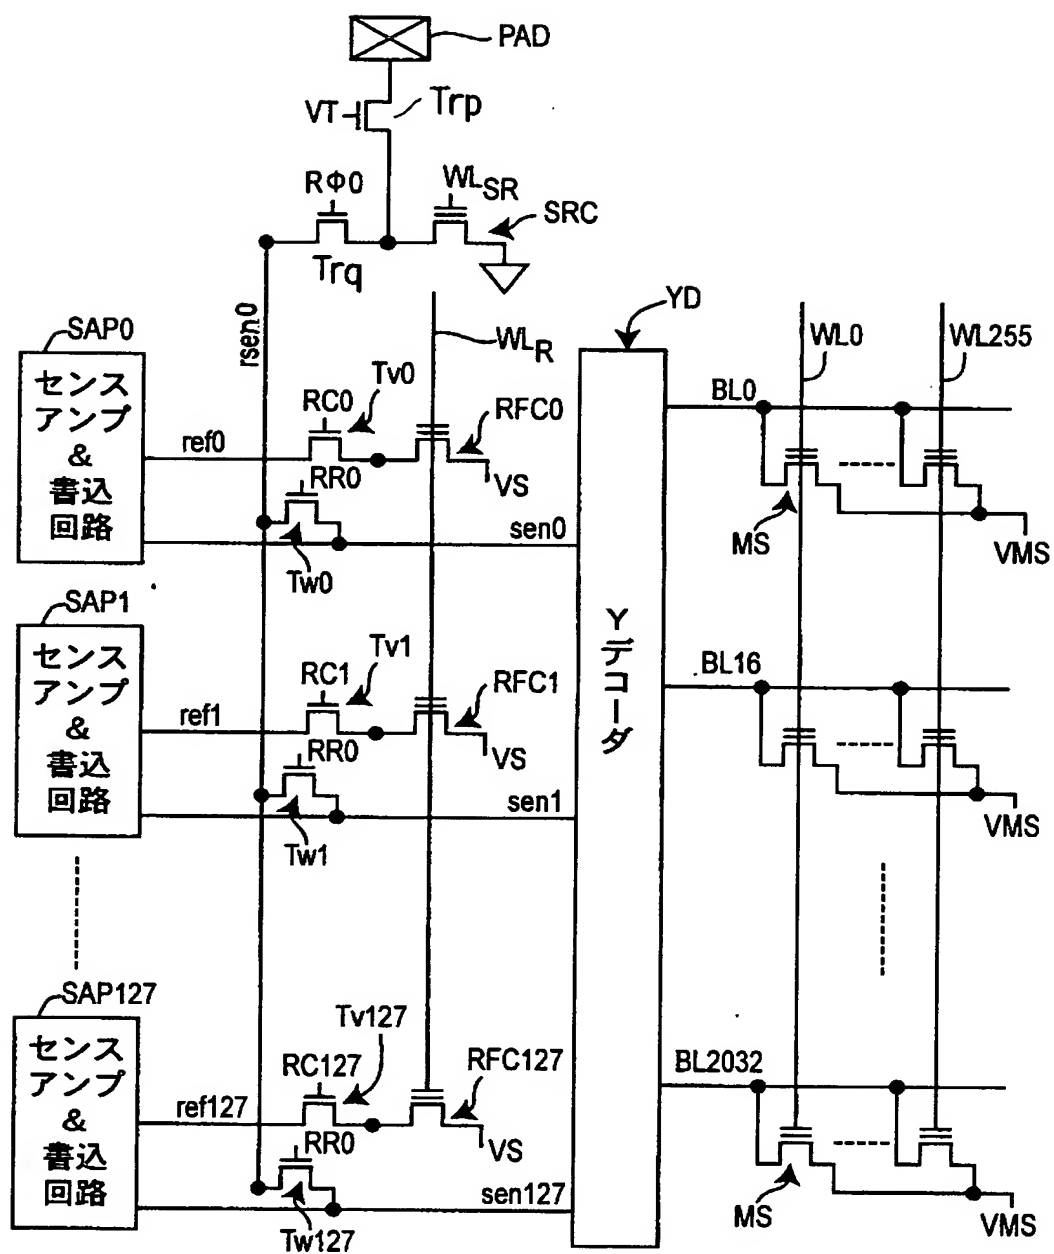 PAD
VT
Trp
RΦ0
WLSR
SRC
Trq
rsen0
YD
SAP0
WLR
WL0
WL255
センス
アンプ
&
書込
回路
RC0
Tv0
RFC0
BL0
ref0
RR0
VS
sen0
MS
VMS
Tw0
SAP1
センス
アンプ
&
書込
回路
RC1
Tv1
RFC1
Yデコーダ
BL16
ref1
RR0
VS
sen1
VMS
Tw1
SAP127
センス
アンプ
&
書込
回路
Tv127
RC127
RFC127
BL2032
ref127
RR0
VS
sen127
MS
VMS
Tw127